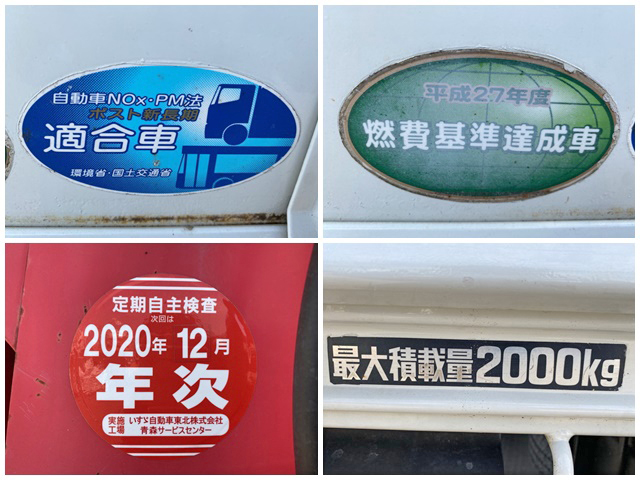 自動車NOx・PM法
ポスト新長期
適合車
環境省・国土交通省
平成27年度
燃費基準達成車
定期自主検査
次回は
2020年 12月
年次
実施工場 いすゞ自動車東北株式会社
青森サービスセンター
最大積載量2000kg